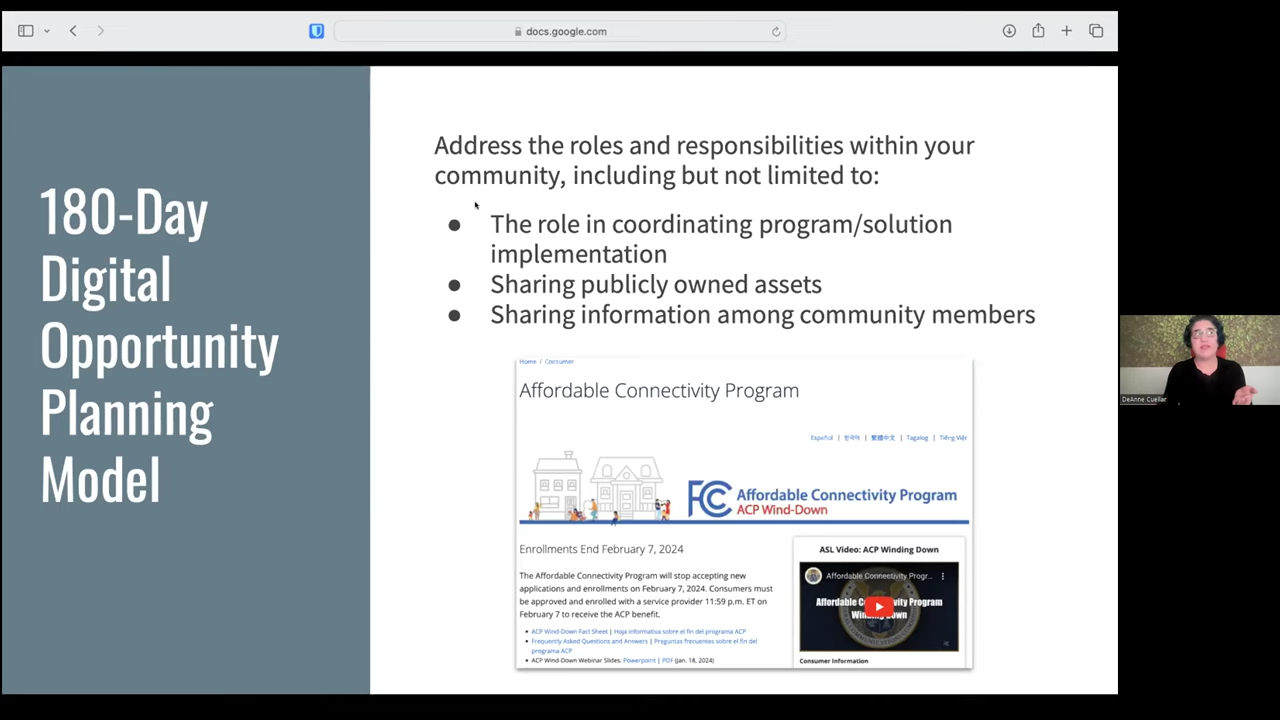 docs.google.com
180-Day
Digital
Opportunity
Planning
Model
Address the roles and responsibilities within your
community, including but not limited to:
● The role in coordinating program/solution
implementation
● Sharing publicly owned assets
● Sharing information among community members
Home / Consumer
Affordable Connectivity Program
Español | 한국어 | 繁體中文 | Tagalog | Tiếng Việt
FCC Affordable Connectivity Program
ACP Wind-Down
Enrollments End February 7, 2024
The Affordable Connectivity Program will stop accepting new
applications and enrollments on February 7, 2024. Consumers must
be approved and enrolled with a service provider 11:59 p.m. ET on
February 7 to receive the ACP benefit.
• ACP Wind-Down Fact Sheet | Hoja informativa sobre el fin del programa ACP
• Frequently Asked Questions and Answers | Preguntas frecuentes sobre el fin del
programa ACP
• ACP Wind-Down Webinar Slides: Powerpoint | PDF (Jan. 18, 2024)
ASL Video: ACP Winding Down
Affordable Connectivity Progr...
Program
Consumer Information
DeAnne Cuellar